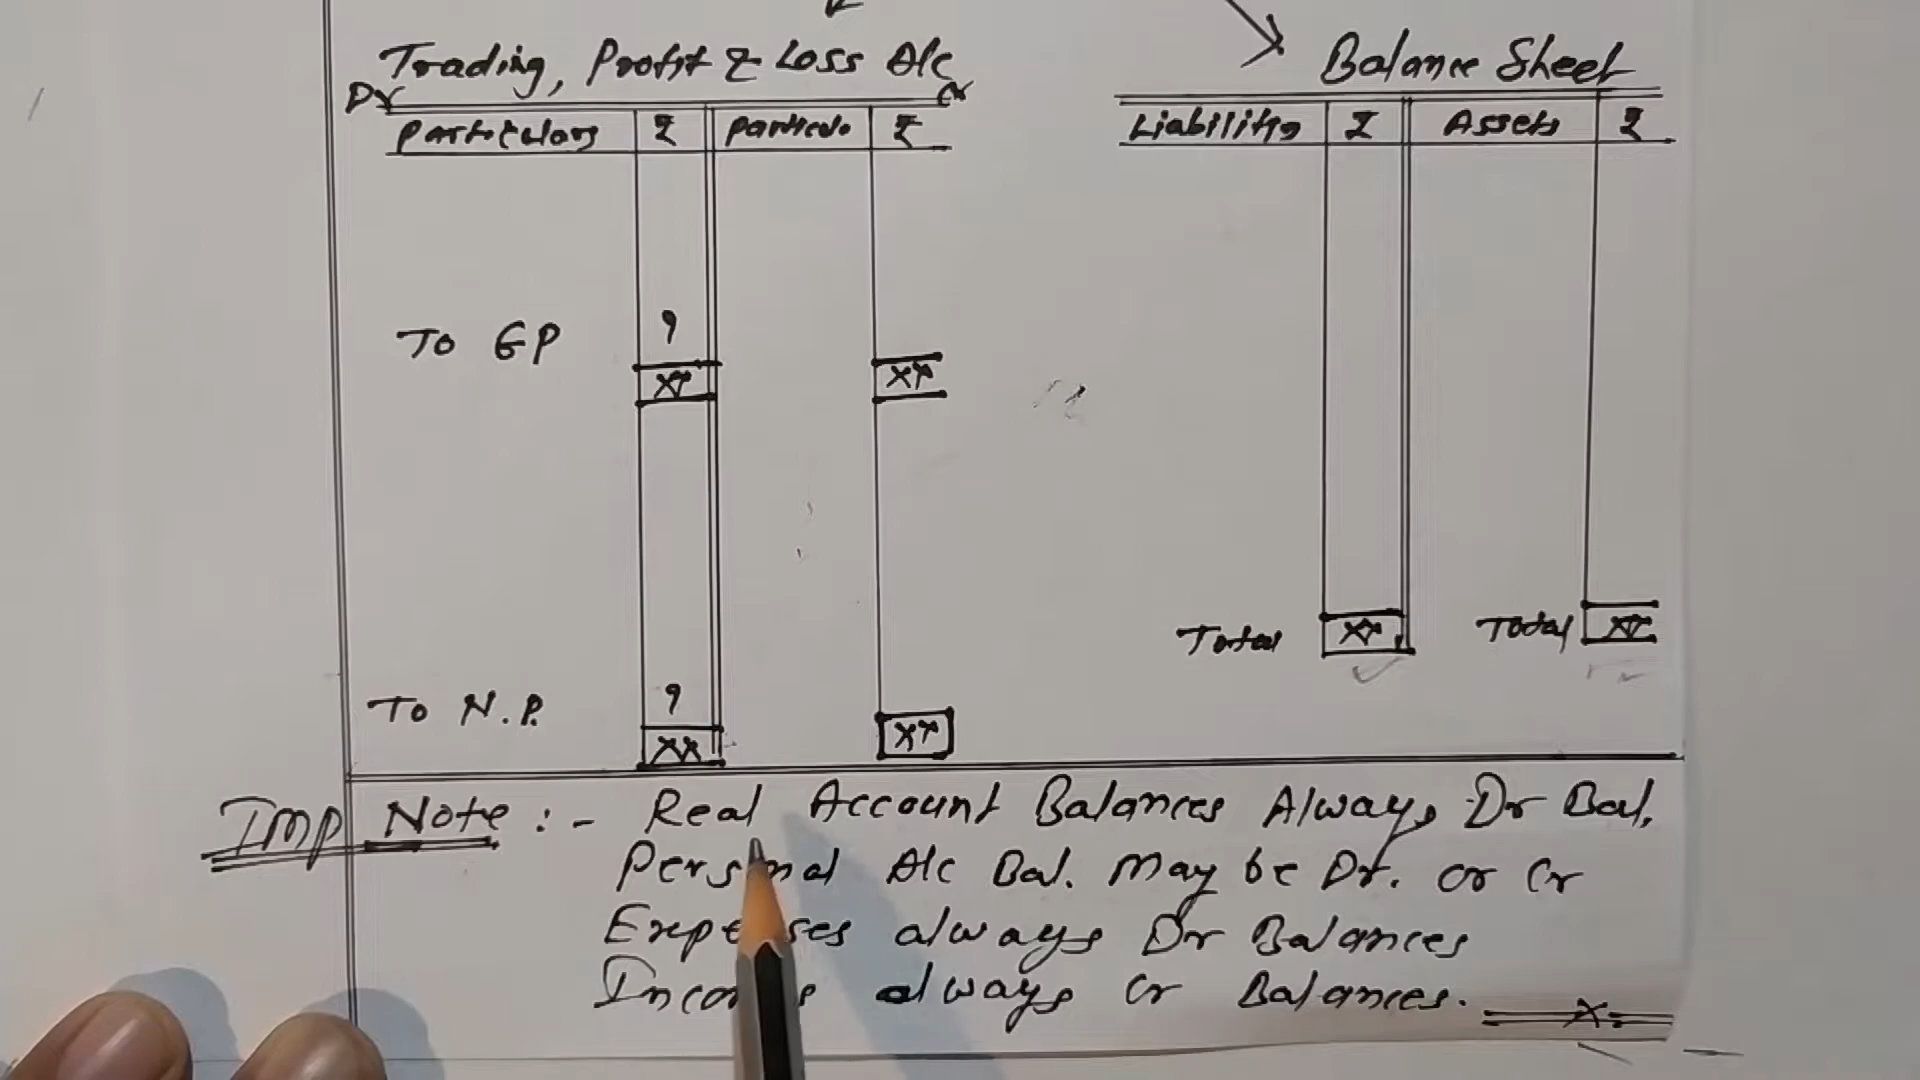 Trading, Profit & Loss A/c
Dr Cr
Particulars ₹ Particulo ₹
To GP ?
xx xx
To N.P. ?
xx xx
Balance Sheet
Liabilities ₹ Assets ₹
Total xx Total xx
Imp Note :- Real Account Balances Always Dr Bal.
Personal A/c Bal. May be Dr. or Cr
Expenses always Dr Balances
always Cr Balances.